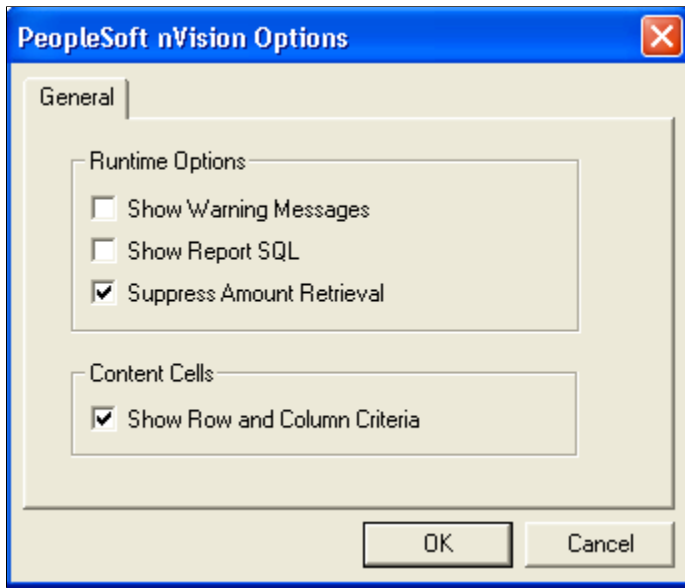 PeopleSoft nVision Options
General
Runtime Options
Show Warning Messages
Show Report SQL
Suppress Amount Retrieval
Content Cells
Show Row and Column Criteria
OK
Cancel